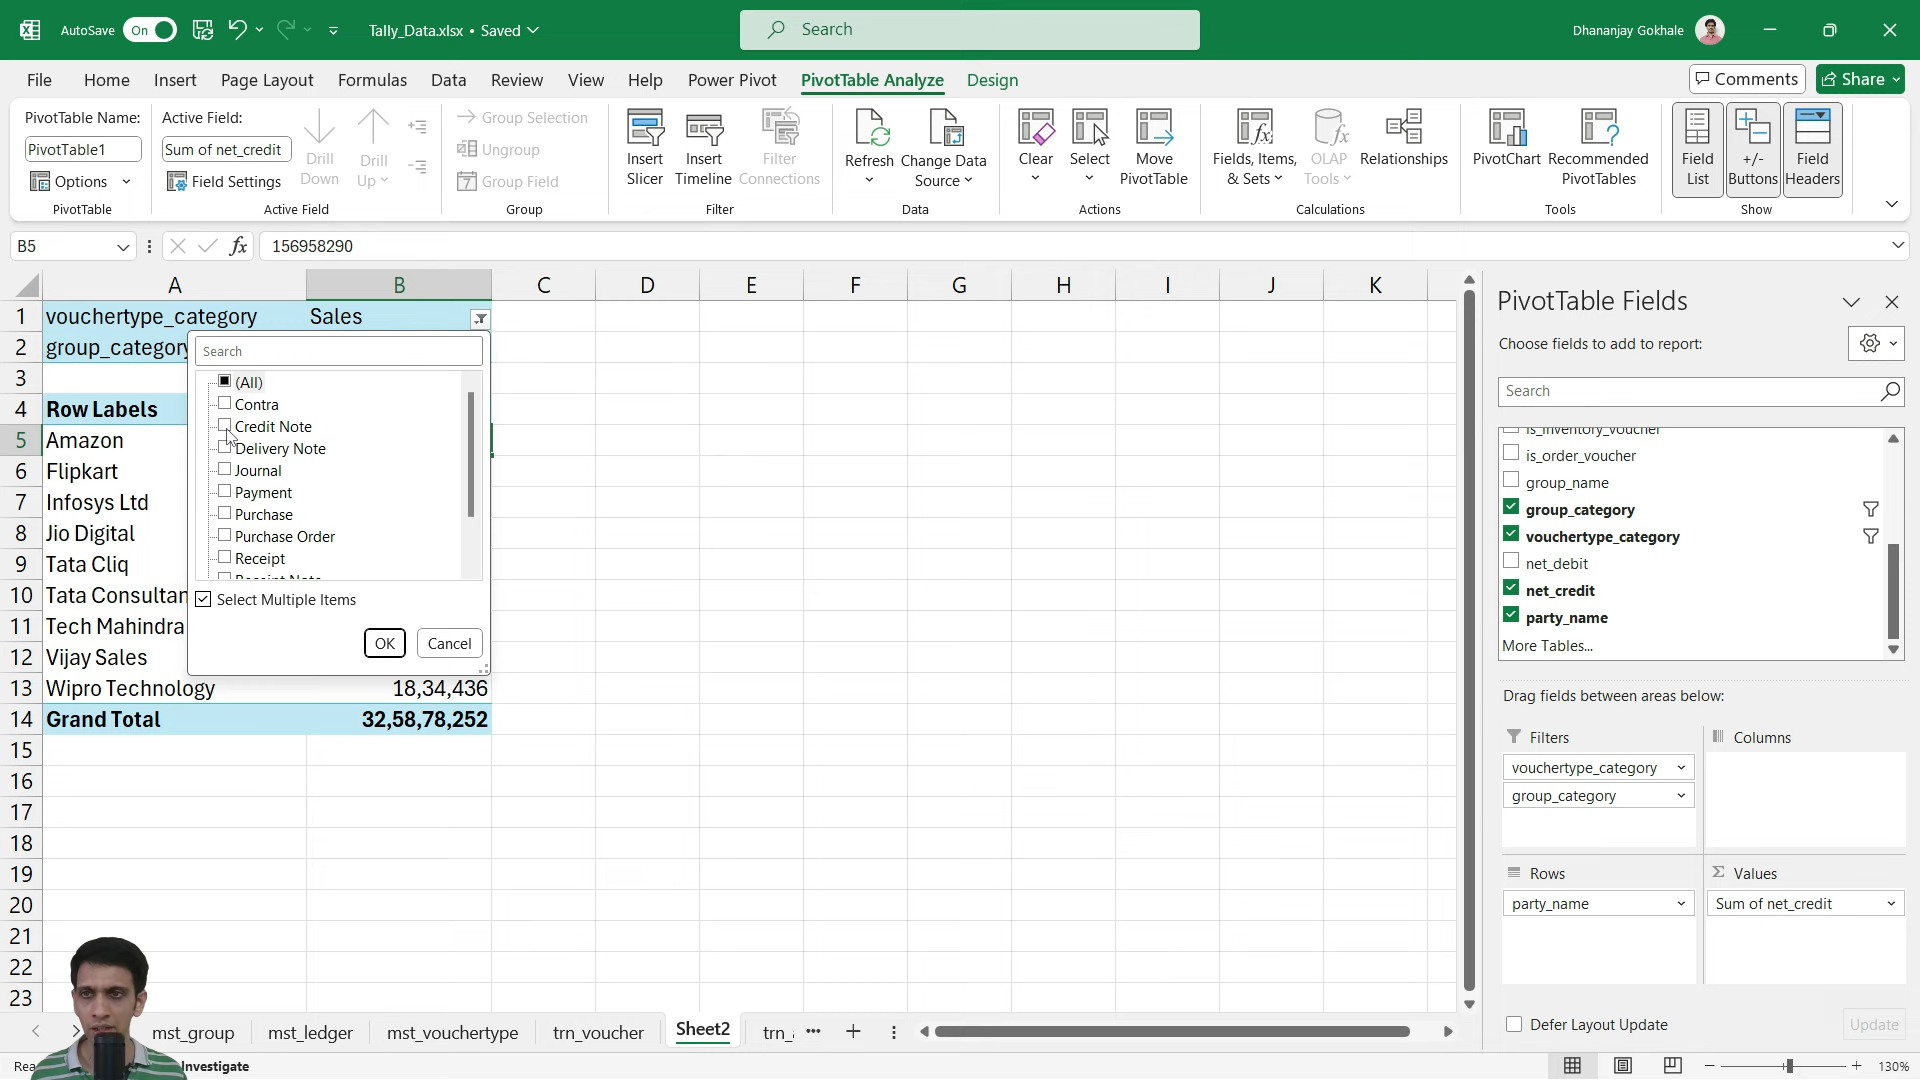 AutoSave On Tally_Data.xlsx • Saved Search Dhananjay Gokhale
File Home Insert Page Layout Formulas Data Review View Help Power Pivot PivotTable Analyze Design Comments Share
PivotTable Name:
PivotTable1
Options
PivotTable
Active Field:
Sum of net_credit
Field Settings
Drill Down
Drill Up
Active Field
Group Selection
Ungroup
Group Field
Group
Insert Slicer
Insert Timeline
Filter Connections
Filter
Refresh
Change Data Source
Data
Clear
Select
Move PivotTable
Actions
Fields, Items, & Sets
OLAP Tools
Relationships
Calculations
PivotChart
Recommended PivotTables
Tools
Field List
+/- Buttons
Field Headers
Show
B5 fx 156958290
A B C D E F G H I J K
1 vouchertype_category Sales
2 group_category
3
4 Row Labels
5 Amazon
6 Flipkart
7 Infosys Ltd
8 Jio Digital
9 Tata Cliq
10 Tata Consultan
11 Tech Mahindra
12 Vijay Sales
13 Wipro Technology 18,34,436
14 Grand Total 32,58,78,252
15
16
17
18
19
20
21
22
23
Search
(All)
Contra
Credit Note
Delivery Note
Journal
Payment
Purchase
Purchase Order
Receipt
Receipt Note
Select Multiple Items
OK Cancel
PivotTable Fields
Choose fields to add to report:
Search
is_inventory_voucher
is_order_voucher
group_name
group_category
vouchertype_category
net_debit
net_credit
party_name
More Tables...
Drag fields between areas below:
Filters
vouchertype_category
group_category
Columns
Rows
party_name
Σ Values
Sum of net_credit
Defer Layout Update Update
mst_group mst_ledger mst_vouchertype trn_voucher Sheet2 trn_
Rea
Investigate
130%